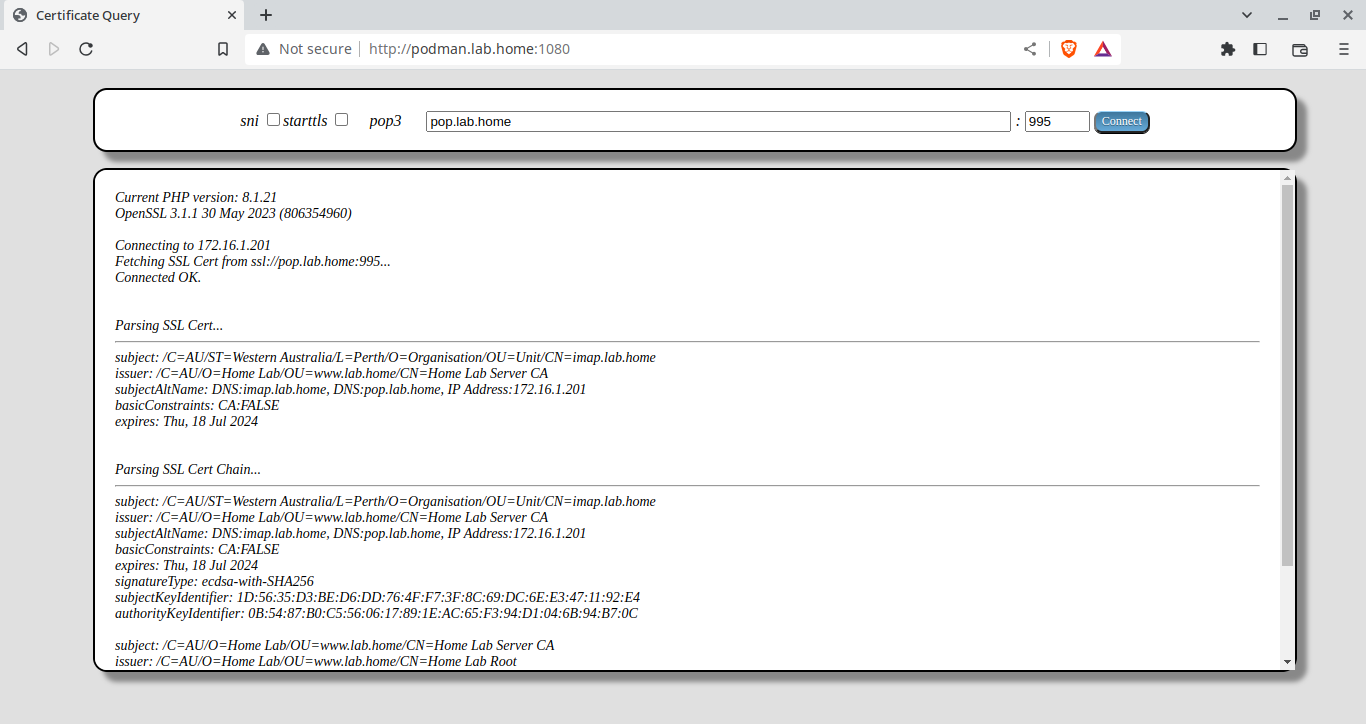 Certificate Query
Not secure http://podman.lab.home:1080
sni starttls pop3 pop.lab.home : 995 Connect
Current PHP version: 8.1.21
OpenSSL 3.1.1 30 May 2023 (806354960)
Connecting to 172.16.1.201
Fetching SSL Cert from ssl://pop.lab.home:995...
Connected OK.
Parsing SSL Cert...
subject: /C=AU/ST=Western Australia/L=Perth/O=Organisation/OU=Unit/CN=imap.lab.home
issuer: /C=AU/O=Home Lab/OU=www.lab.home/CN=Home Lab Server CA
subjectAltName: DNS:imap.lab.home, DNS:pop.lab.home, IP Address:172.16.1.201
basicConstraints: CA:FALSE
expires: Thu, 18 Jul 2024
Parsing SSL Cert Chain...
subject: /C=AU/ST=Western Australia/L=Perth/O=Organisation/OU=Unit/CN=imap.lab.home
issuer: /C=AU/O=Home Lab/OU=www.lab.home/CN=Home Lab Server CA
subjectAltName: DNS:imap.lab.home, DNS:pop.lab.home, IP Address:172.16.1.201
basicConstraints: CA:FALSE
expires: Thu, 18 Jul 2024
signatureType: ecdsa-with-SHA256
subjectKeyIdentifier: 1D:56:35:D3:BE:D6:DD:76:4F:F7:3F:8C:69:DC:6E:E3:47:11:92:E4
authorityKeyIdentifier: 0B:54:87:B0:C5:56:06:17:89:1E:AC:65:F3:94:D1:04:6B:94:B7:0C
subject: /C=AU/O=Home Lab/OU=www.lab.home/CN=Home Lab Server CA
issuer: /C=AU/O=Home Lab/OU=www.lab.home/CN=Home Lab Root